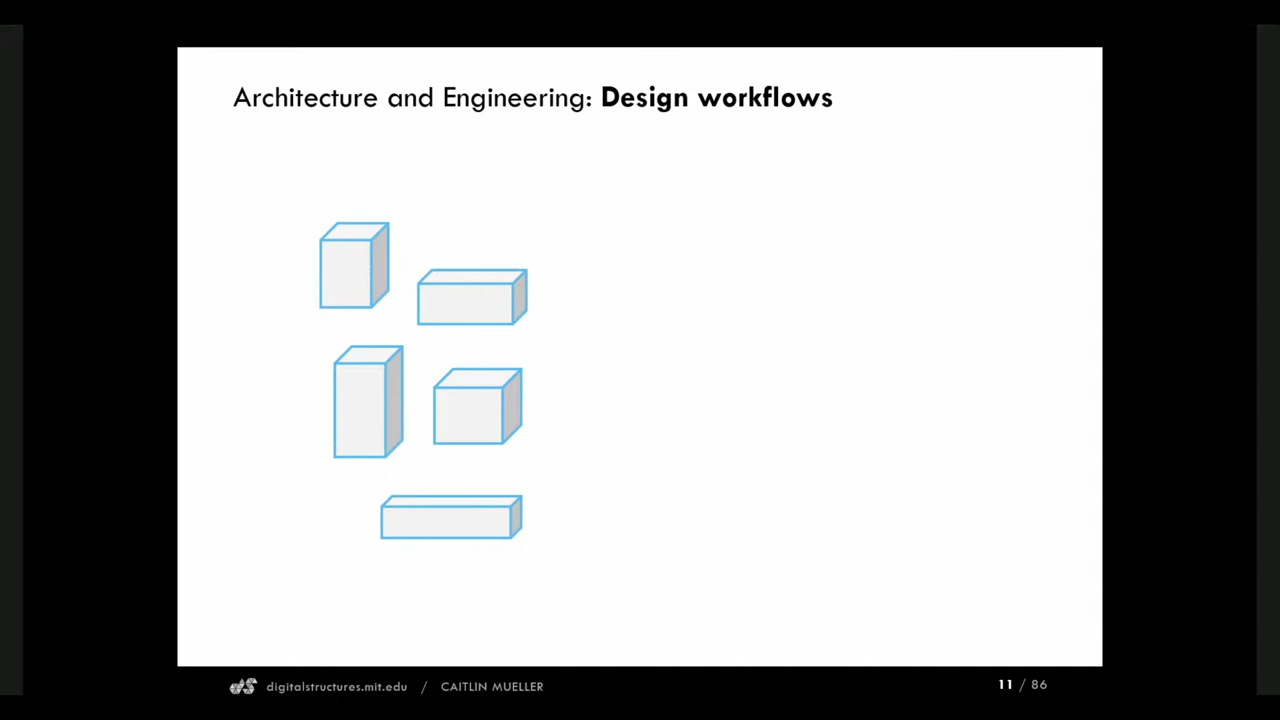 Architecture and Engineering: Design workflows
digitalstructures.mit.edu / CAITLIN MUELLER
11 / 86